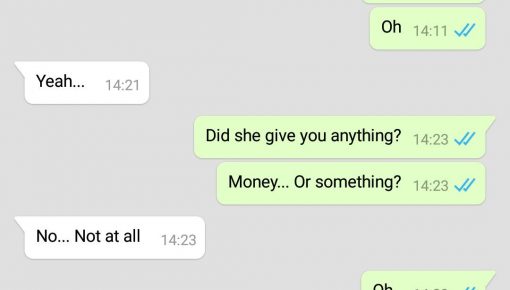 Oh 14:11
Yeah... 14:21
Did she give you anything? 14:23
Money... Or something? 14:23
No... Not at all 14:23
Oh